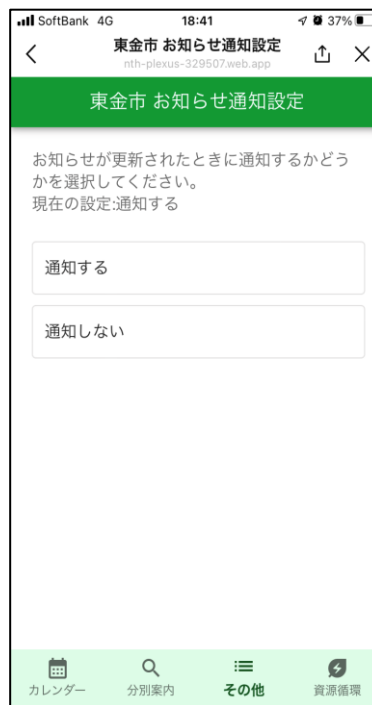 SoftBank 4G 18:41 37%
東金市 お知らせ通知設定
nth-plexus-329507.web.app
東金市 お知らせ通知設定
お知らせが更新されたときに通知するかどう
かを選択してください。
現在の設定:通知する
通知する
通知しない
カレンダー 分別案内 その他 資源循環